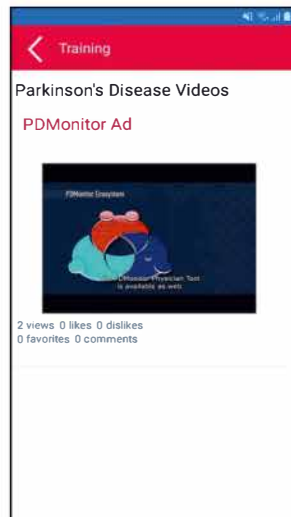 Training
Parkinson's Disease Videos
PDMonitor Ad
PDMonitor Ecosystem
PDMonitor Physician Tool
is available as web
2 views 0 likes 0 dislikes
0 favorites 0 comments